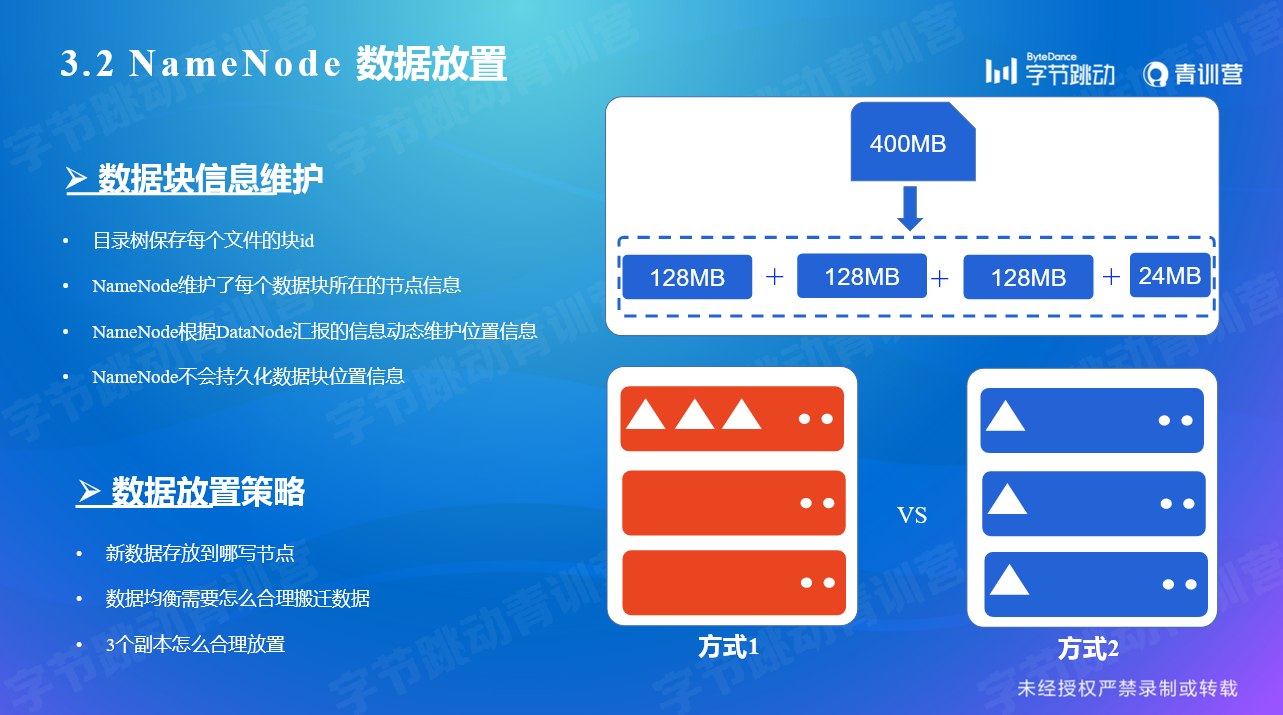 3.2 NameNode 数据放置
ByteDance
字节跳动
青训营
数据块信息维护
目录树保存每个文件的块id
NameNode维护了每个数据块所在的节点信息
NameNode根据DataNode汇报的信息动态维护位置信息
NameNode不会持久化数据块位置信息
数据放置策略
新数据存放到哪写节点
数据均衡需要怎么合理搬迁数据
3个副本怎么合理放置
400MB
128MB + 128MB + 128MB + 24MB
VS
方式1
方式2
未经授权严禁录制或转载
字节跳动青训营